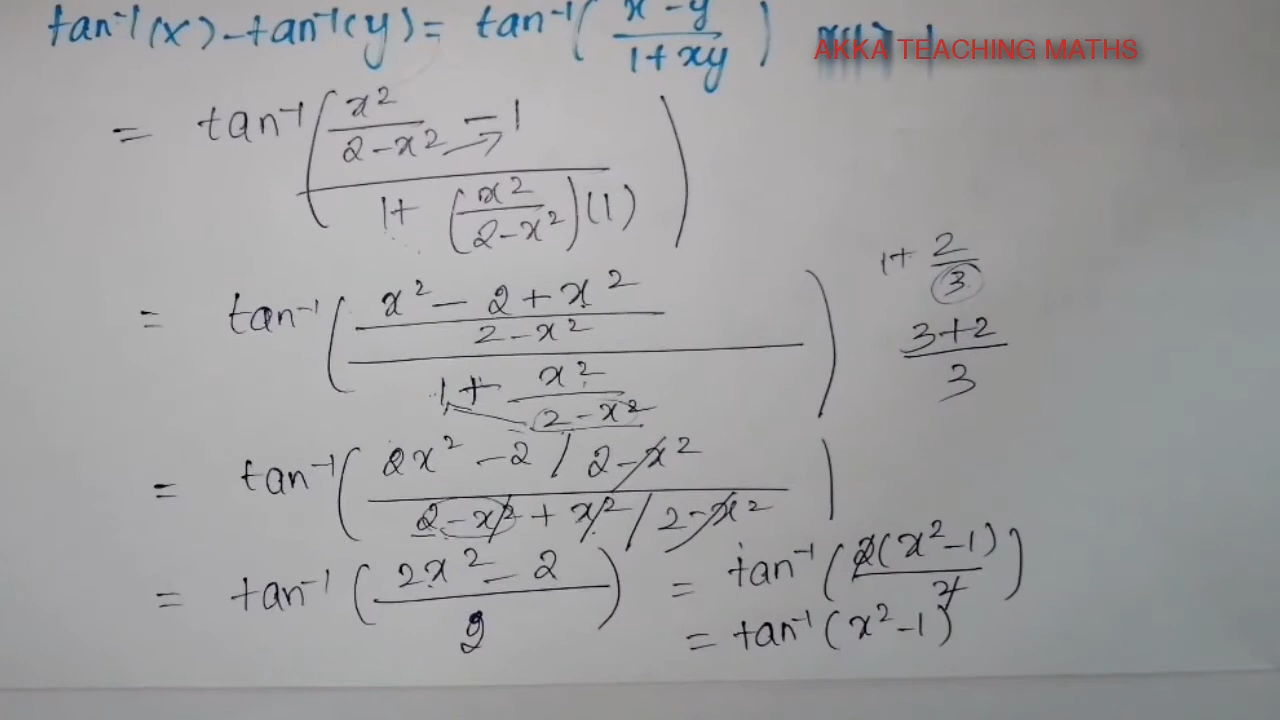 tan⁻¹(x) - tan⁻¹(y) = tan⁻¹( (x - y) / (1 + xy) )
AKKA TEACHING MATHS
= tan⁻¹( ( x²/(2-x²) - 1 ) / ( 1 + (x²/(2-x²))(1) ) )
= tan⁻¹( ( (x² - 2 + x²)/(2-x²) ) / ( 1 + x²/(2-x²) ) )
1 + 2/3
(3+2)/3
= tan⁻¹( (2x² - 2 / 2-x²) / (2-x² + x² / 2-x²) )
= tan⁻¹( (2x² - 2) / 2 ) = tan⁻¹( 2(x²-1) / 2 )
= tan⁻¹(x²-1)